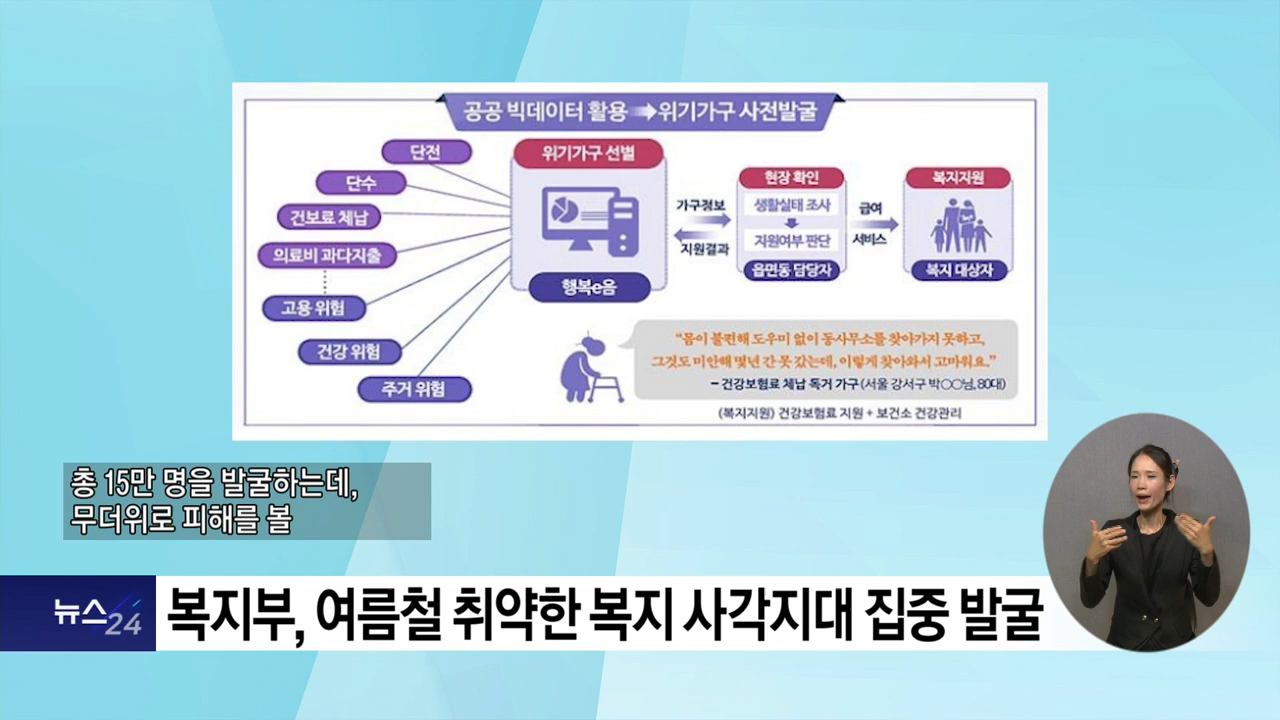 공공 빅데이터 활용 ➡ 위기가구 사전발굴
단전
단수
건보료 체납
의료비 과다지출
고용 위험
건강 위험
주거 위험
위기가구 선별
행복e음
가구정보
지원결과
현장 확인
생활실태 조사
지원여부 판단
읍면동 담당자
급여
서비스
복지지원
복지 대상자
“몸이 불편해 도우미 없이 동사무소를 찾아가지 못하고,
그것도 미안해 몇년 간 못 갔는데, 이렇게 찾아와서 고마워요.”
– 건강보험료 체납 독거 가구 (서울 강서구 박○○님, 80대)
(복지지원) 건강보험료 지원 + 보건소 건강관리
총 15만 명을 발굴하는데,
무더위로 피해를 볼
뉴스24
복지부, 여름철 취약한 복지 사각지대 집중 발굴